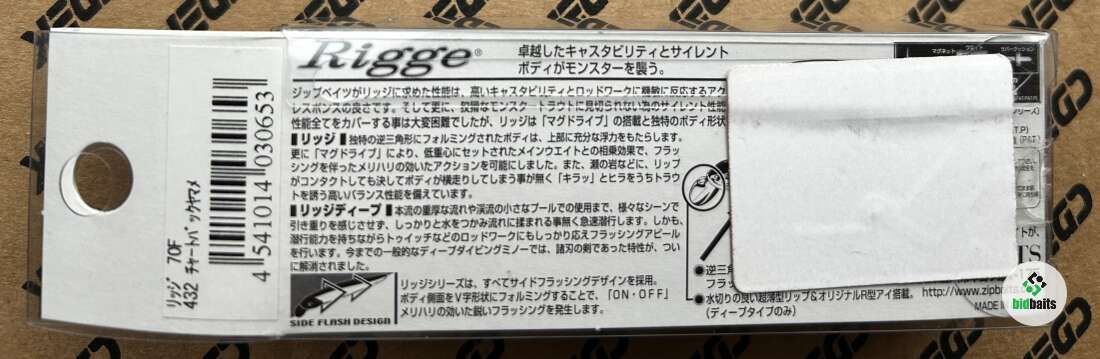 リッジ 70F
432 チャートバックヤマメ
4 541014 030653
Rigge®
卓越したキャスタビリティとサイレント
ボディがモンスターを襲う。
マグネット
ジップベイツがリッジに求めた性能は、高いキャスタビリティとロッドワークに機敏に反応するアク
レスポンスの良さです。そして更に、狡猾なモンスタートラウトに見切られない為のサイレント性能
性能全てをカバーする事は大変困難でしたが、リッジは「マグドライブ」の搭載と独特のボディ形状
■リッジ■独特の逆三角形にフォルミングされたボディは、上部に充分な浮力をもたらします。
更に「マグドライブ」により、低重心にセットされたメインウエイトとの相乗効果で、フラッ
シングを伴ったメリハリの効いたアクションを可能にしました。また、瀬の岩などに、リップ
がコンタクトしても決してボディが横走りしてしまう事が無く「キラッ」とヒラをうちトラウ
トを誘う高いバランス性能を備えています。
■リッジディープ■本流の重厚な流れや渓流の小さなプールでの使用まで、様々なシーンで
引き重りを感じさせず、しっかりと水をつかみ流れに揉まれる事無く急速潜行します。しかも、
潜行能力を持ちながらトゥイッチなどのロッドワークにもしっかり応えフラッシングアピール
を行います。今までの一般的なディープダイビングミノーでは、諸刃の剣であった特性が、つい
に解消されました。
SIDE FLASH DESIGN
リッジシリーズは、すべてサイドフラッシングデザインを採用。
ボディ側面をV字形状にフォルミングすることで、「ON・OFF」
メリハリの効いた鋭いフラッシングを発生します。
●逆三角
●水切りの良い超薄型リップ&オリジナルR型アイ搭載。
(ディープタイプのみ)
http://www.zipbaits
MADE IN
bidbaits